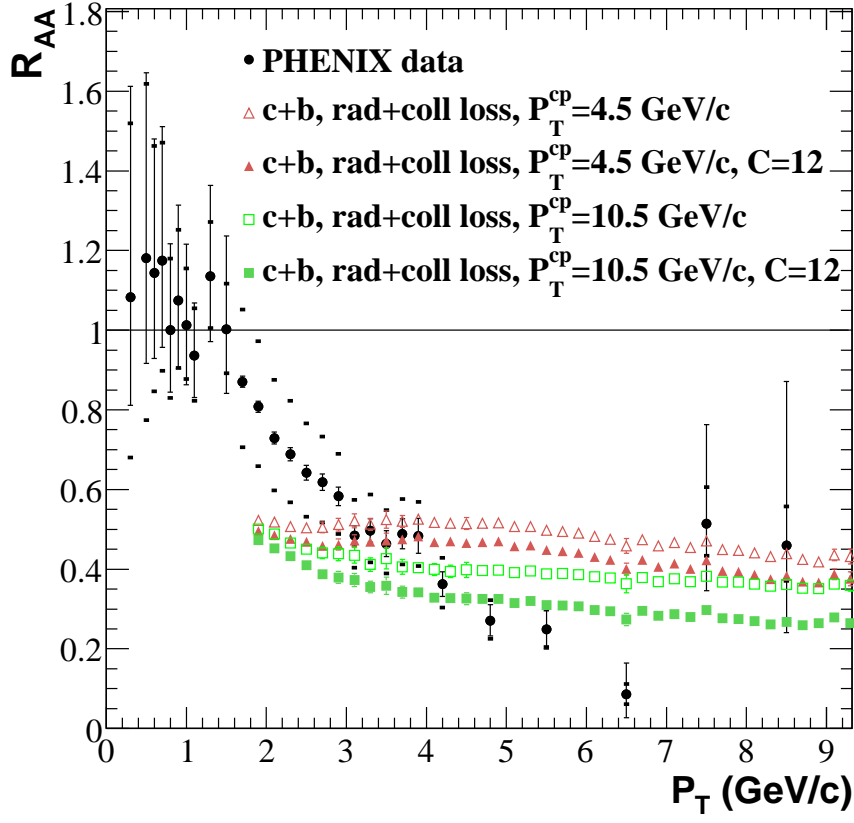 R_AA
PHENIX data
c+b, rad+coll loss, P_T^cp=4.5 GeV/c
c+b, rad+coll loss, P_T^cp=4.5 GeV/c, C=12
c+b, rad+coll loss, P_T^cp=10.5 GeV/c
c+b, rad+coll loss, P_T^cp=10.5 GeV/c, C=12
1.8
1.6
1.4
1.2
1
0.8
0.6
0.4
0.2
0
0 1 2 3 4 5 6 7 8 9
P_T (GeV/c)